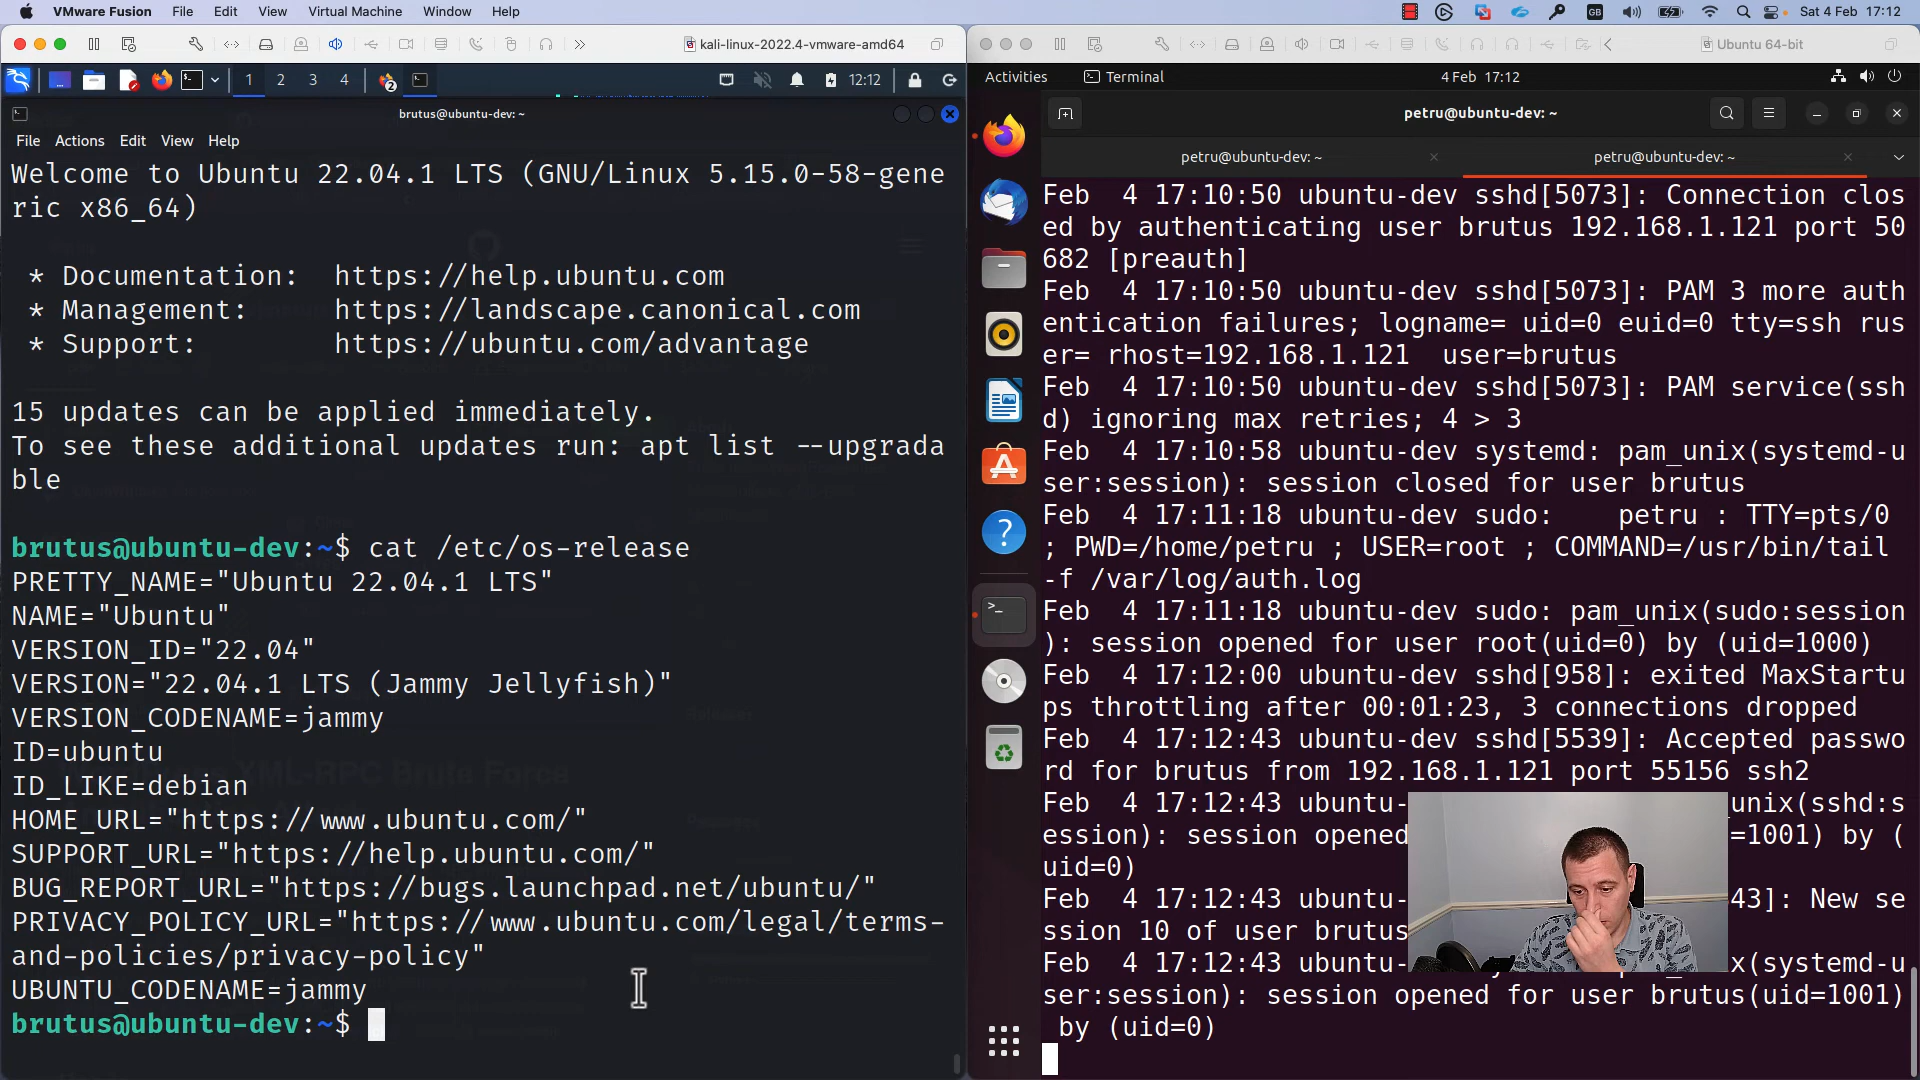 VMware Fusion File Edit View Virtual Machine Window Help
GB Sat 4 Feb 17:12
kali-linux-2022.4-vmware-amd64
1 2 3 4
2
12:12
brutus@ubuntu-dev: ~
File Actions Edit View Help
Welcome to Ubuntu 22.04.1 LTS (GNU/Linux 5.15.0-58-gene
ric x86_64)
* Documentation: https://help.ubuntu.com
* Management: https://landscape.canonical.com
* Support: https://ubuntu.com/advantage
15 updates can be applied immediately.
To see these additional updates run: apt list --upgrada
ble
brutus@ubuntu-dev:~$ cat /etc/os-release
PRETTY_NAME="Ubuntu 22.04.1 LTS"
NAME="Ubuntu"
VERSION_ID="22.04"
VERSION="22.04.1 LTS (Jammy Jellyfish)"
VERSION_CODENAME=jammy
ID=ubuntu
ID_LIKE=debian
HOME_URL="https://www.ubuntu.com/"
SUPPORT_URL="https://help.ubuntu.com/"
BUG_REPORT_URL="https://bugs.launchpad.net/ubuntu/"
PRIVACY_POLICY_URL="https://www.ubuntu.com/legal/terms-
and-policies/privacy-policy"
UBUNTU_CODENAME=jammy
brutus@ubuntu-dev:~$
XML-RPC Brute Force
Ubuntu 64-bit
Activities Terminal 4 Feb 17:12
petru@ubuntu-dev: ~
petru@ubuntu-dev: ~ petru@ubuntu-dev: ~
Feb  4 17:10:50 ubuntu-dev sshd[5073]: Connection clos
ed by authenticating user brutus 192.168.1.121 port 50
682 [preauth]
Feb  4 17:10:50 ubuntu-dev sshd[5073]: PAM 3 more auth
entication failures; logname= uid=0 euid=0 tty=ssh rus
er= rhost=192.168.1.121  user=brutus
Feb  4 17:10:50 ubuntu-dev sshd[5073]: PAM service(ssh
d) ignoring max retries; 4 > 3
Feb  4 17:10:58 ubuntu-dev systemd: pam_unix(systemd-u
ser:session): session closed for user brutus
Feb  4 17:11:18 ubuntu-dev sudo:    petru : TTY=pts/0
; PWD=/home/petru ; USER=root ; COMMAND=/usr/bin/tail
-f /var/log/auth.log
Feb  4 17:11:18 ubuntu-dev sudo: pam_unix(sudo:session
): session opened for user root(uid=0) by (uid=1000)
Feb  4 17:12:00 ubuntu-dev sshd[958]: exited MaxStartu
ps throttling after 00:01:23, 3 connections dropped
Feb  4 17:12:43 ubuntu-dev sshd[5539]: Accepted passwo
rd for brutus from 192.168.1.121 port 55156 ssh2
Feb  4 17:12:43 ubuntu- unix(sshd:s
ession): session opened =1001) by (
uid=0)
Feb  4 17:12:43 ubuntu- 43]: New se
ssion 10 of user brutus
Feb  4 17:12:43 ubuntu- x(systemd-u
ser:session): session opened for user brutus(uid=1001)
by (uid=0)